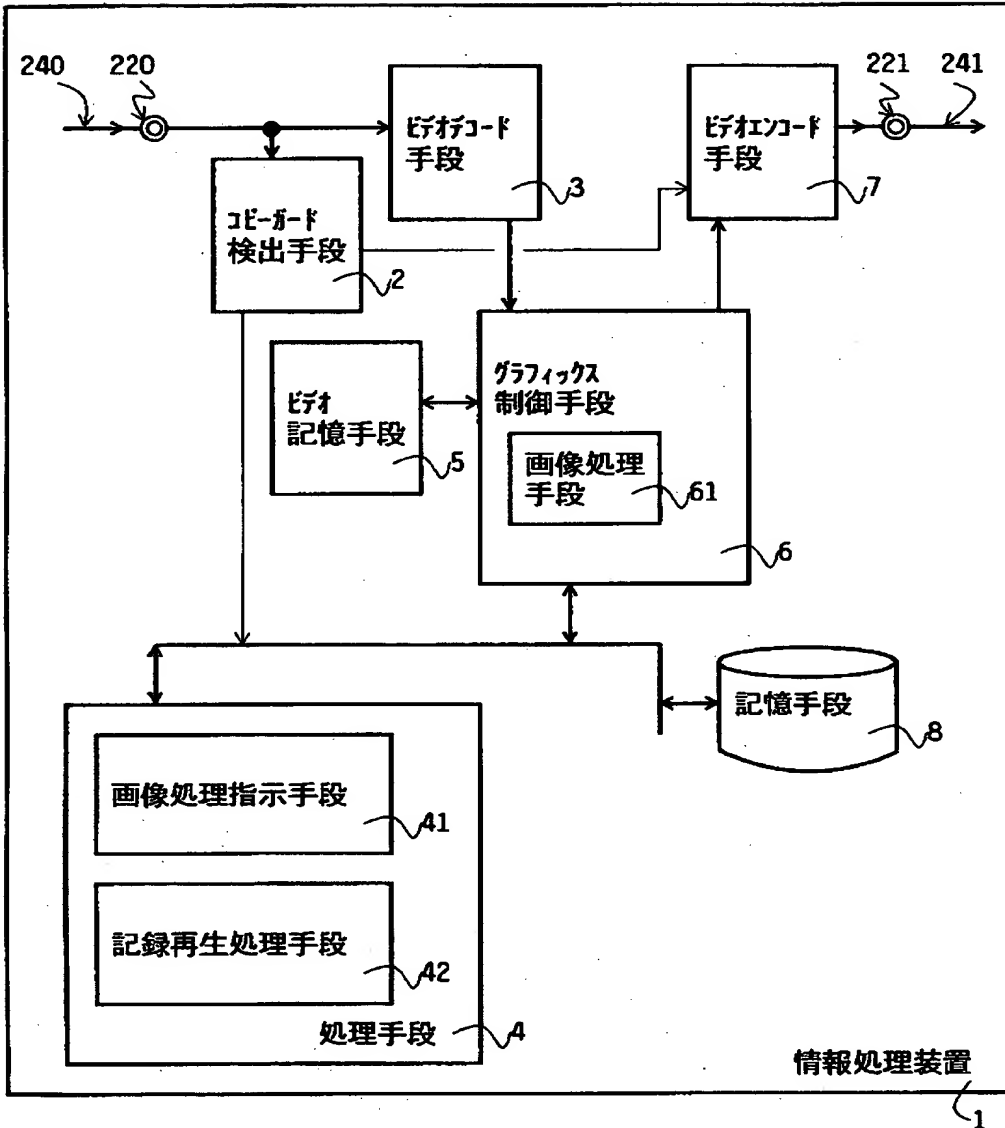 240
220
221
241
ビデオデコード
手段
3
ビデオエンコード
手段
7
コピーガード
検出手段
2
ビデオ
記憶手段
5
グラフィックス
制御手段
画像処理
手段
61
6
記憶手段
8
画像処理指示手段
41
記録再生処理手段
42
処理手段
4
情報処理装置
1